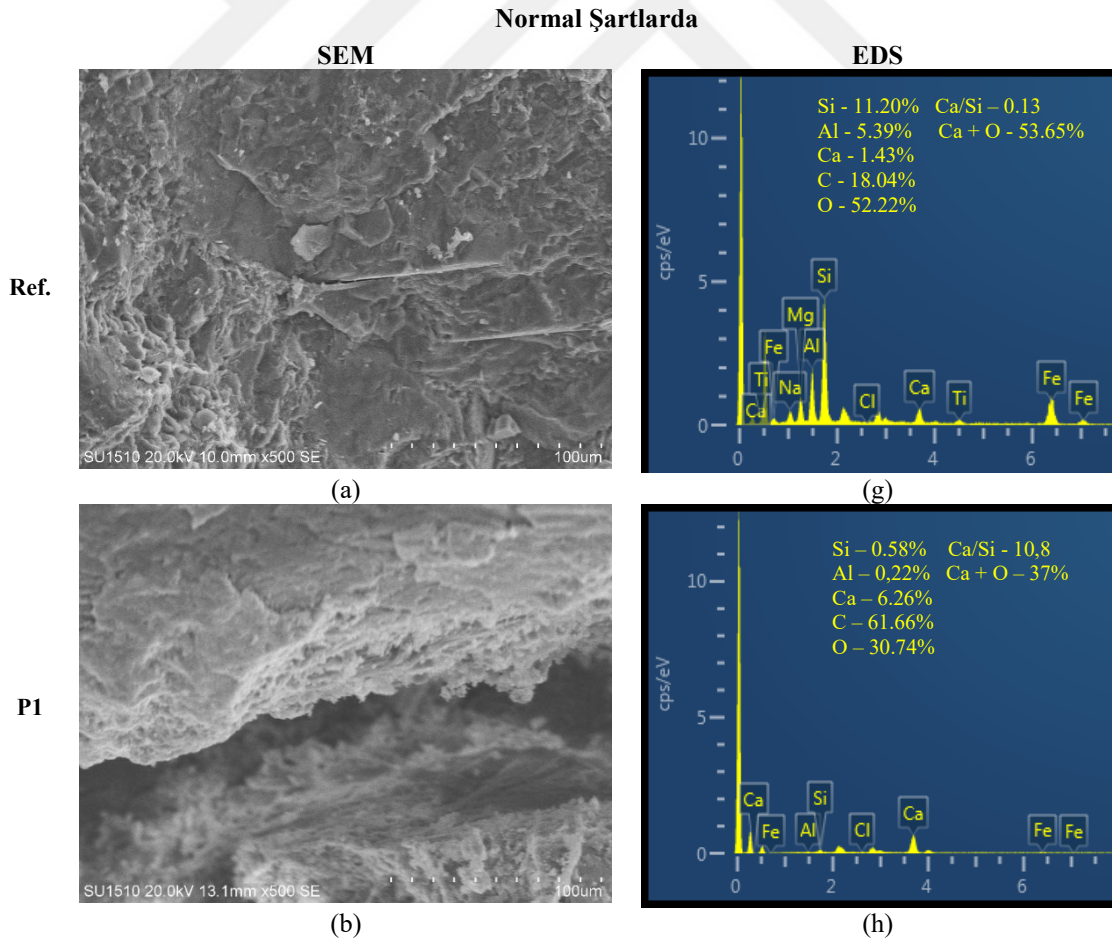 Normal Şartlarda
SEM
EDS
Ref.
SU1510 20.0kV 10.0mm x500 SE
100um
(a)
Si - 11.20% Ca/Si – 0.13
Al - 5.39% Ca + O - 53.65%
Ca - 1.43%
C - 18.04%
O - 52.22%
cps/eV
10
5
0
Si
Mg
Fe
Al
Ti
Na
Ca
Cl
Ca
Ti
Fe
Fe
0
2
4
6
(g)
P1
SU1510 20.0kV 13.1mm x500 SE
100um
(b)
Si – 0.58% Ca/Si - 10,8
Al – 0,22% Ca + O – 37%
Ca – 6.26%
C – 61.66%
O – 30.74%
cps/eV
10
5
0
Ca
Si
Ca
Fe
Al
Cl
Fe
Fe
0
2
4
6
(h)